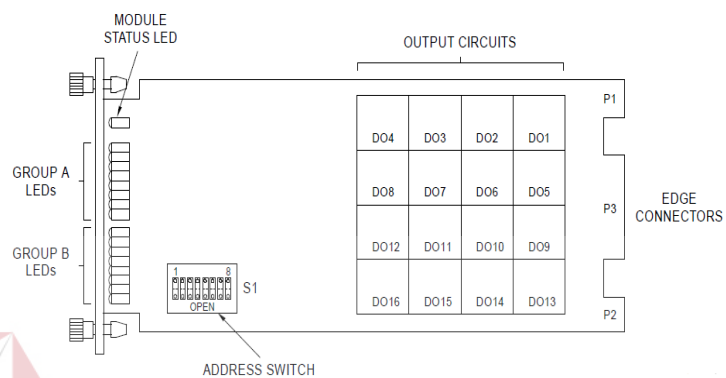 MODULE
STATUS LED
OUTPUT CIRCUITS
P1
DO4 DO3 DO2 DO1
GROUP A
LEDs
DO8 DO7 DO6 DO5
P3
EDGE
CONNECTORS
GROUP B
LEDs
DO12 DO11 DO10 DO9
1 8
S1
OPEN
DO16 DO15 DO14 DO13
P2
ADDRESS SWITCH